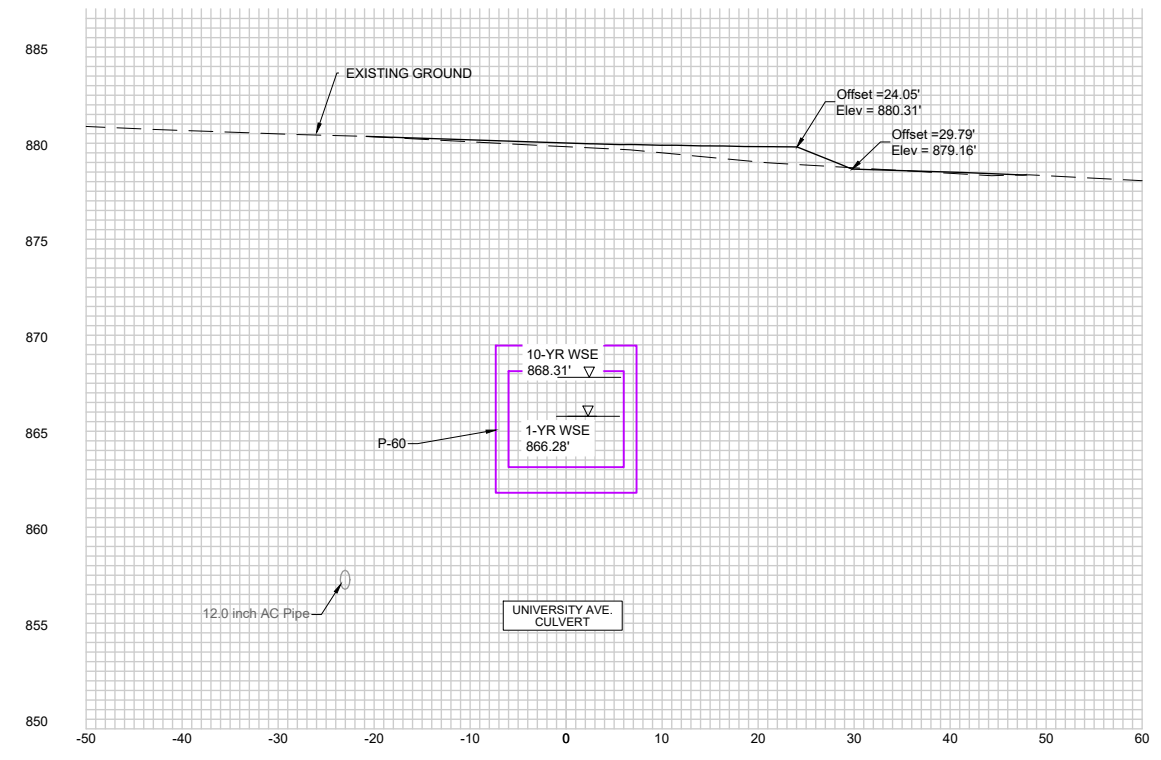 885
EXISTING GROUND
Offset =24.05'
Elev = 880.31'
880
Offset =29.79'
Elev = 879.16'
875
870
10-YR WSE
868.31'
865
1-YR WSE
866.28'
P-60
860
12.0 inch AC Pipe
UNIVERSITY AVE.
CULVERT
855
850
-50 -40 -30 -20 -10 0 10 20 30 40 50 60